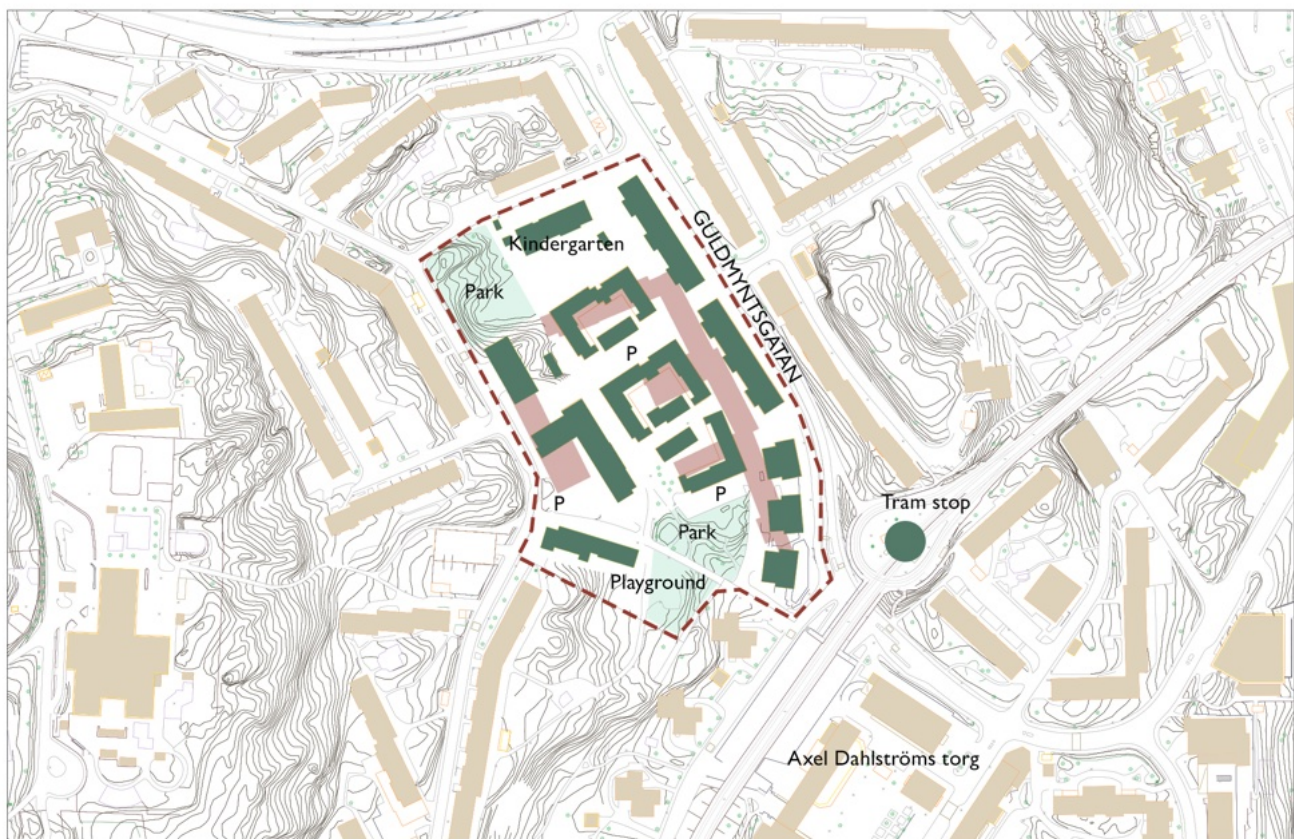 Kindergarten
GULDMYNTSGATAN
Park
P
P
P
Tram stop
Park
Playground
Axel Dahlströms torg